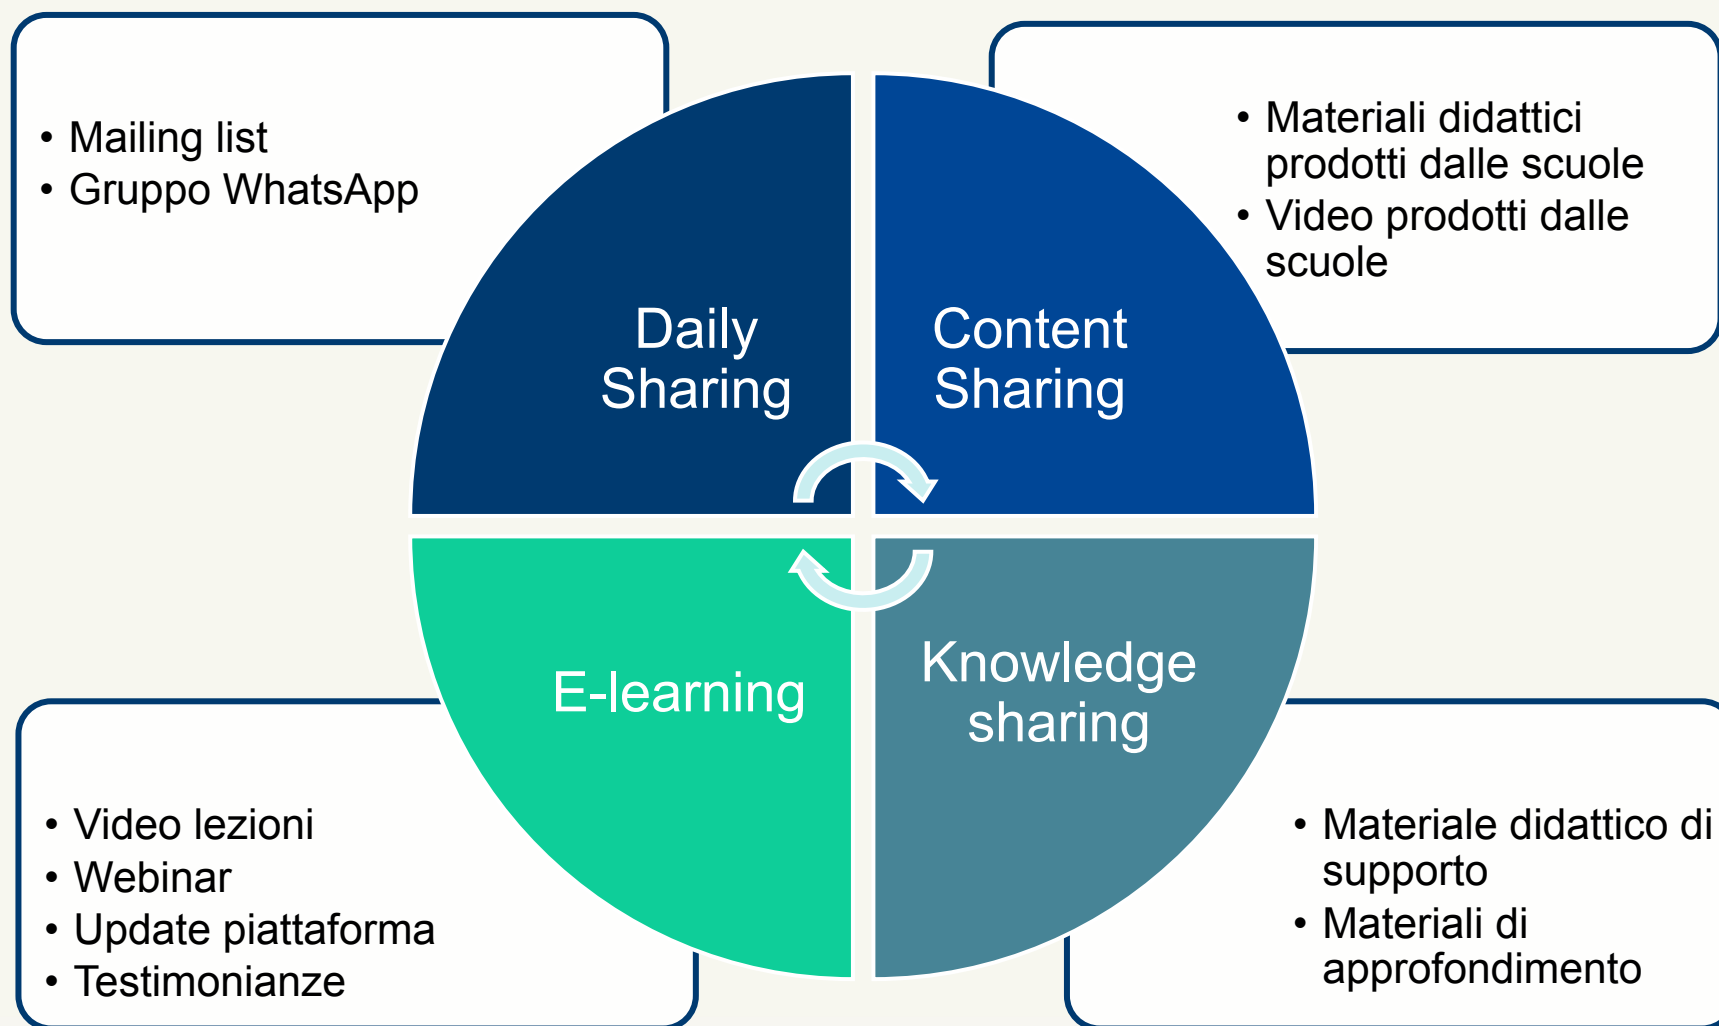 • Mailing list
• Gruppo WhatsApp
• Materiali didattici
prodotti dalle scuole
• Video prodotti dalle
scuole
Daily
Sharing
Content
Sharing
E-learning
Knowledge
sharing
• Video lezioni
• Webinar
• Update piattaforma
• Testimonianze
• Materiale didattico di
supporto
• Materiali di
approfondimento